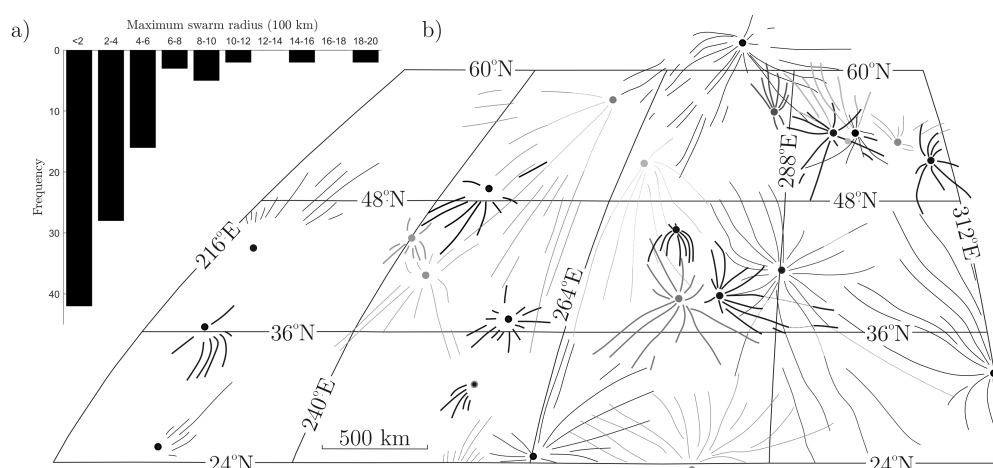 a)
Maximum swarm radius (100 km)
<2 2-4 4-6 6-8 8-10 10-12 12-14 14-16 16-18 18-20
0
10
20
30
40
Frequency
b)
60°N 60°N
48°N 48°N
36°N 36°N
24°N 24°N
216°E
240°E
264°E
288°E
312°E
500 km